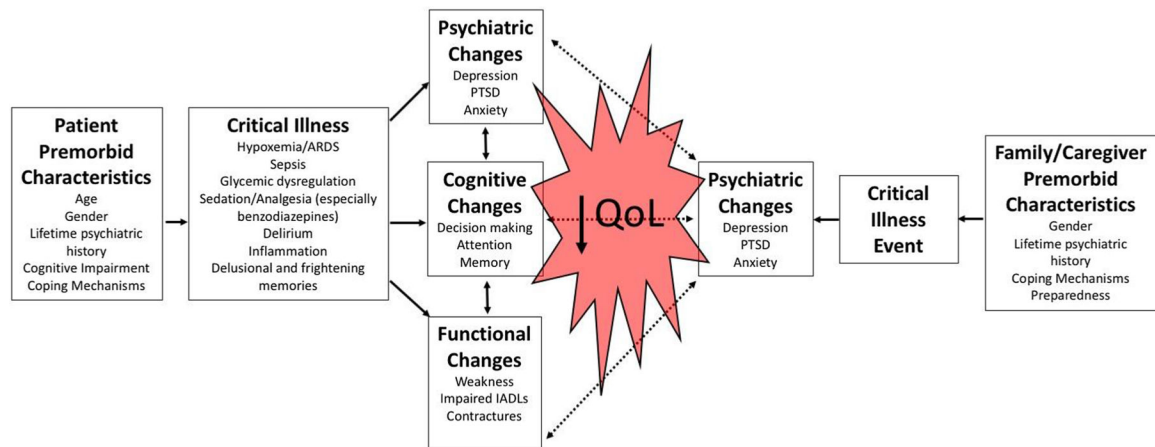 Patient
Premorbid
Characteristics
Age
Gender
Lifetime psychiatric
history
Cognitive Impairment
Coping Mechanisms
Critical Illness
Hypoxemia/ARDS
Sepsis
Glycemic dysregulation
Sedation/Analgesia (especially
benzodiazepines)
Delirium
Inflammation
Delusional and frightening
memories
Psychiatric
Changes
Depression
PTSD
Anxiety
Cognitive
Changes
Decision making
Attention
Memory
Functional
Changes
Weakness
Impaired IADLs
Contractures
QoL
Psychiatric
Changes
Depression
PTSD
Anxiety
Critical
Illness
Event
Family/Caregiver
Premorbid
Characteristics
Gender
Lifetime psychiatric
history
Coping Mechanisms
Preparedness